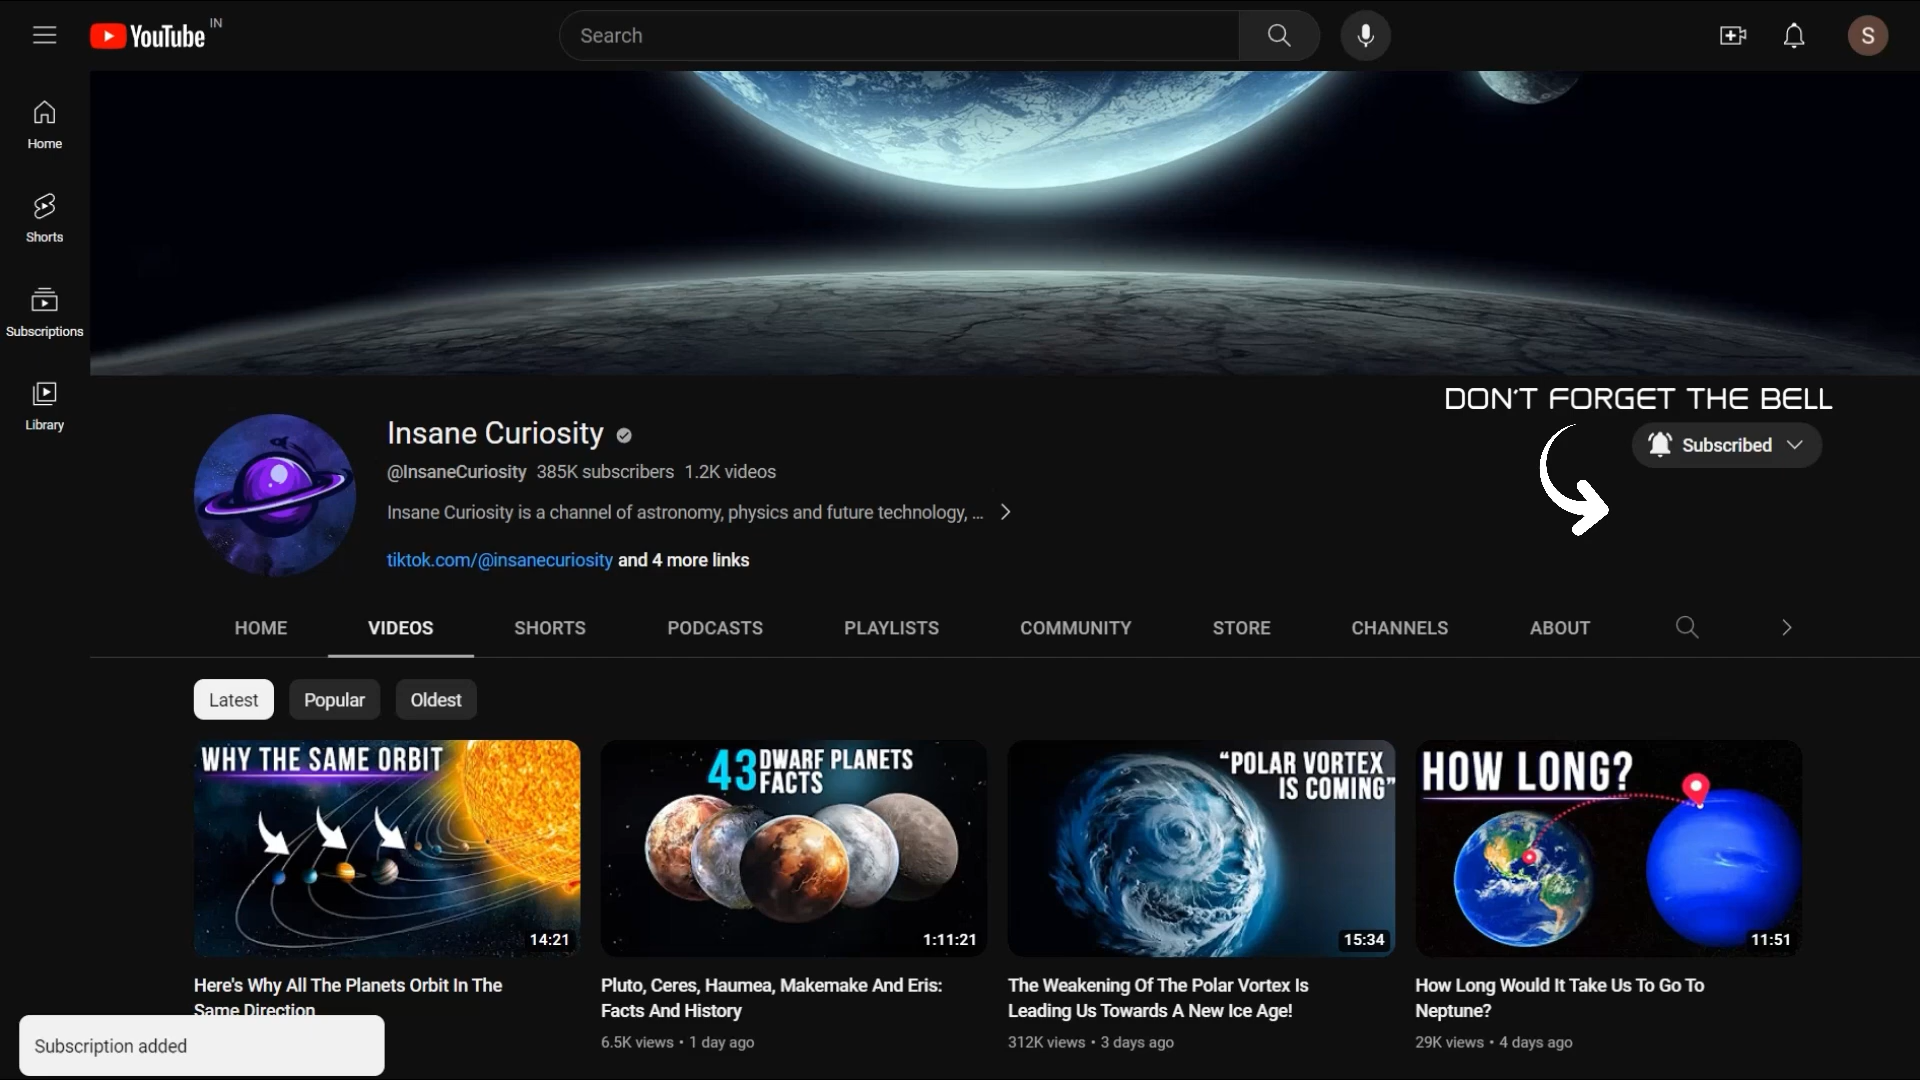 YouTube IN
Search
S
Home
Shorts
Subscriptions
Library
DON'T FORGET THE BELL
Subscribed
Insane Curiosity
@InsaneCuriosity 385K subscribers 1.2K videos
Insane Curiosity is a channel of astronomy, physics and future technology, ...
tiktok.com/@insanecuriosity and 4 more links
HOME VIDEOS SHORTS PODCASTS PLAYLISTS COMMUNITY STORE CHANNELS ABOUT
Latest Popular Oldest
WHY THE SAME ORBIT
14:21
43 DWARF PLANETS
FACTS
1:11:21
“POLAR VORTEX
IS COMING”
15:34
HOW LONG?
11:51
Here's Why All The Planets Orbit In The
Same Direction
Pluto, Ceres, Haumea, Makemake And Eris:
Facts And History
6.5K views • 1 day ago
The Weakening Of The Polar Vortex Is
Leading Us Towards A New Ice Age!
312K views • 3 days ago
How Long Would It Take Us To Go To
Neptune?
29K views • 4 days ago
Subscription added